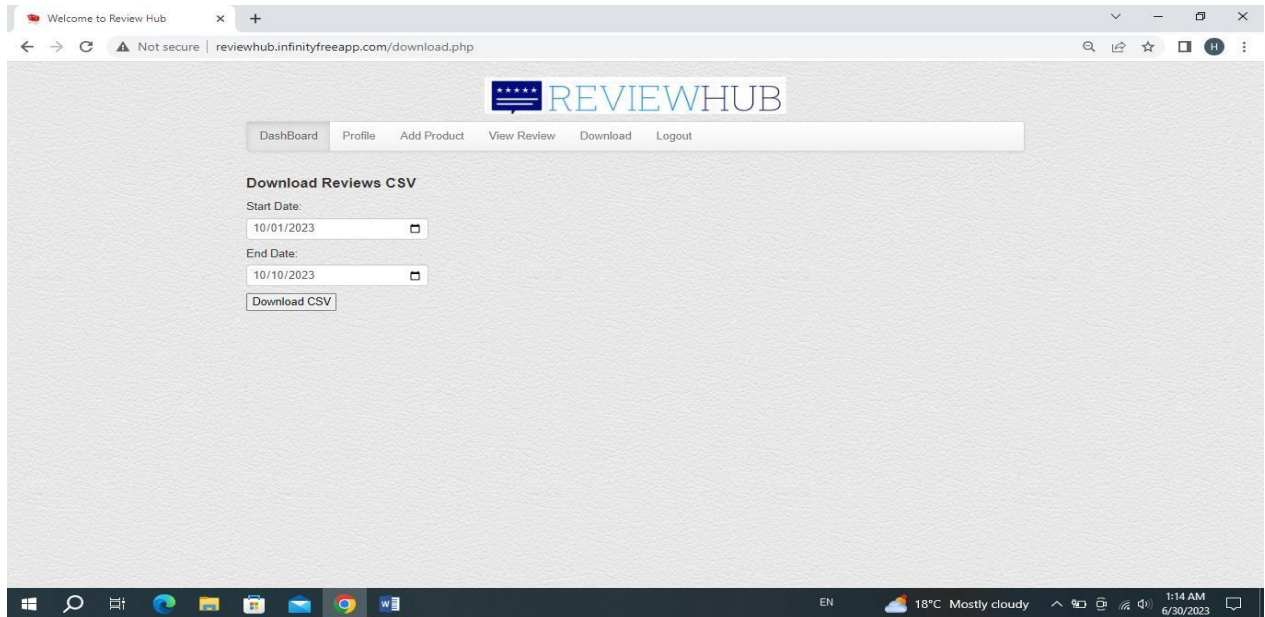 Welcome to Review Hub
Not secure | reviewhub.infinityfreeapp.com/download.php
H
REVIEWHUB
DashBoard Profile Add Product View Review Download Logout
Download Reviews CSV
Start Date:
10/01/2023
End Date:
10/10/2023
Download CSV
EN 18°C Mostly cloudy 1:14 AM
6/30/2023